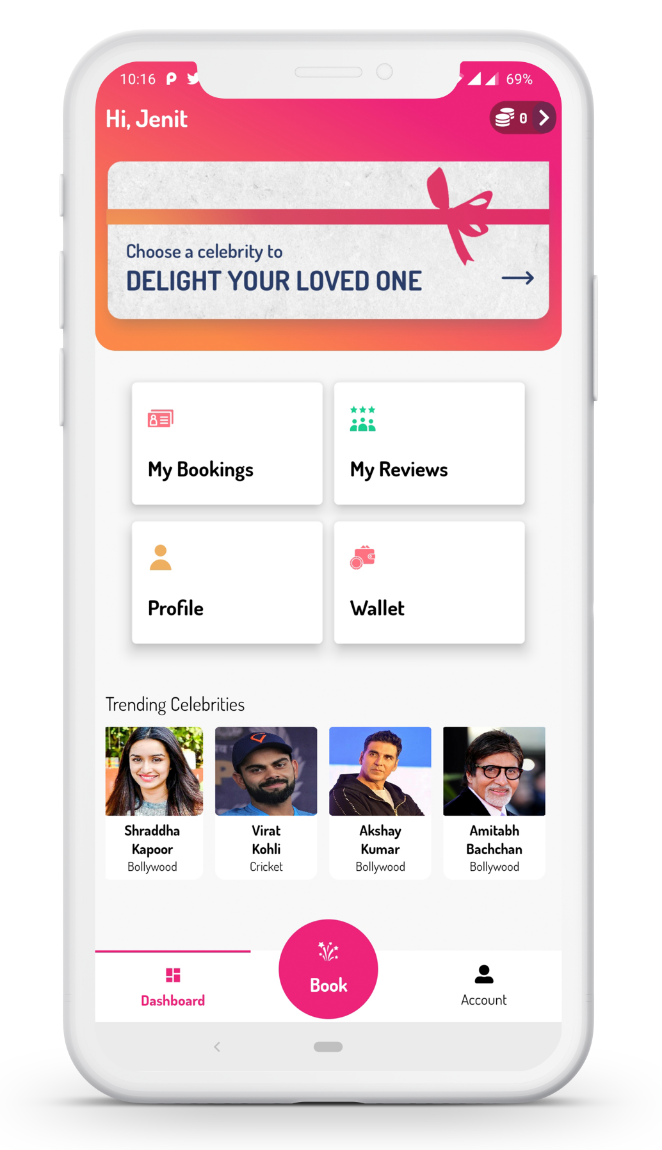 10:16
69%
Hi, Jenit
0
Choose a celebrity to
DELIGHT YOUR LOVED ONE
My Bookings
My Reviews
Profile
Wallet
Trending Celebrities
Shraddha
Kapoor
Bollywood
Virat
Kohli
Cricket
Akshay
Kumar
Bollywood
Amitabh
Bachchan
Bollywood
Book
Dashboard
Account